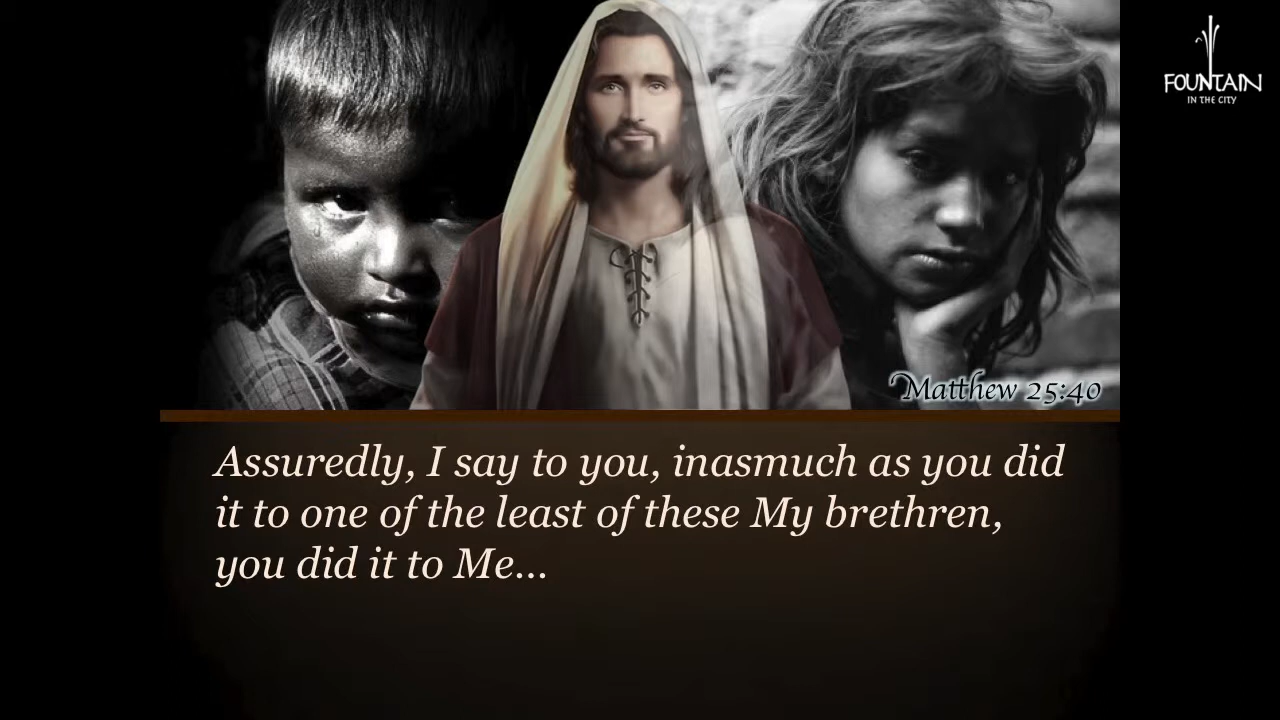 FOUNTAIN
IN THE CITY
Matthew 25:40
Assuredly, I say to you, inasmuch as you did
it to one of the least of these My brethren,
you did it to Me...